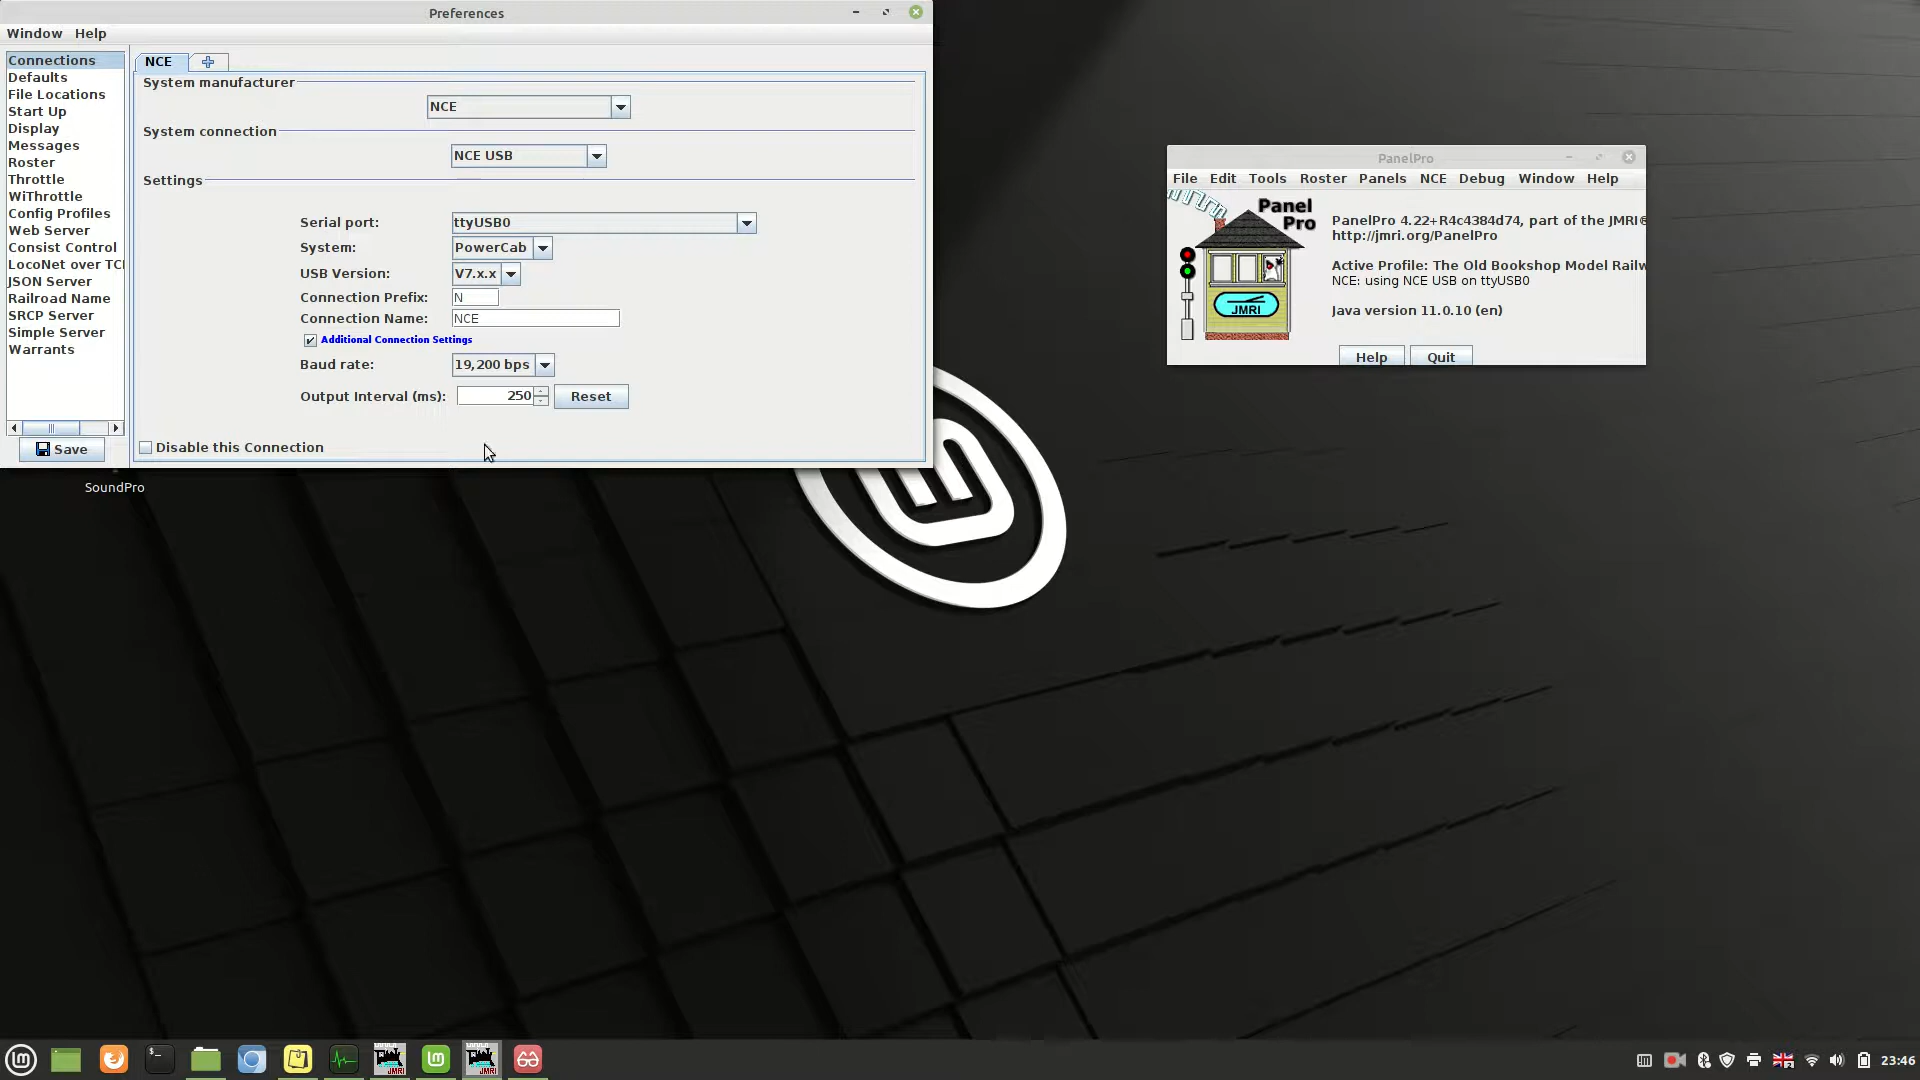 Preferences
Window Help
Connections
Defaults
File Locations
Start Up
Display
Messages
Roster
Throttle
WiThrottle
Config Profiles
Web Server
Consist Control
LocoNet over TC
JSON Server
Railroad Name
SRCP Server
Simple Server
Warrants
Save
NCE
System manufacturer
NCE
System connection
NCE USB
Settings
Serial port: ttyUSB0
System: PowerCab
USB Version: V7.x.x
Connection Prefix: N
Connection Name: NCE
Additional Connection Settings
Baud rate: 19,200 bps
Output Interval (ms): 250 Reset
Disable this Connection
SoundPro
PanelPro
File Edit Tools Roster Panels NCE Debug Window Help
Panel
Pro
JMRI
PanelPro 4.22+R4c4384d74, part of the JMRI®
http://jmri.org/PanelPro
Active Profile: The Old Bookshop Model Railw
NCE: using NCE USB on ttyUSB0
Java version 11.0.10 (en)
Help Quit
JMRI
JMRI
23:46